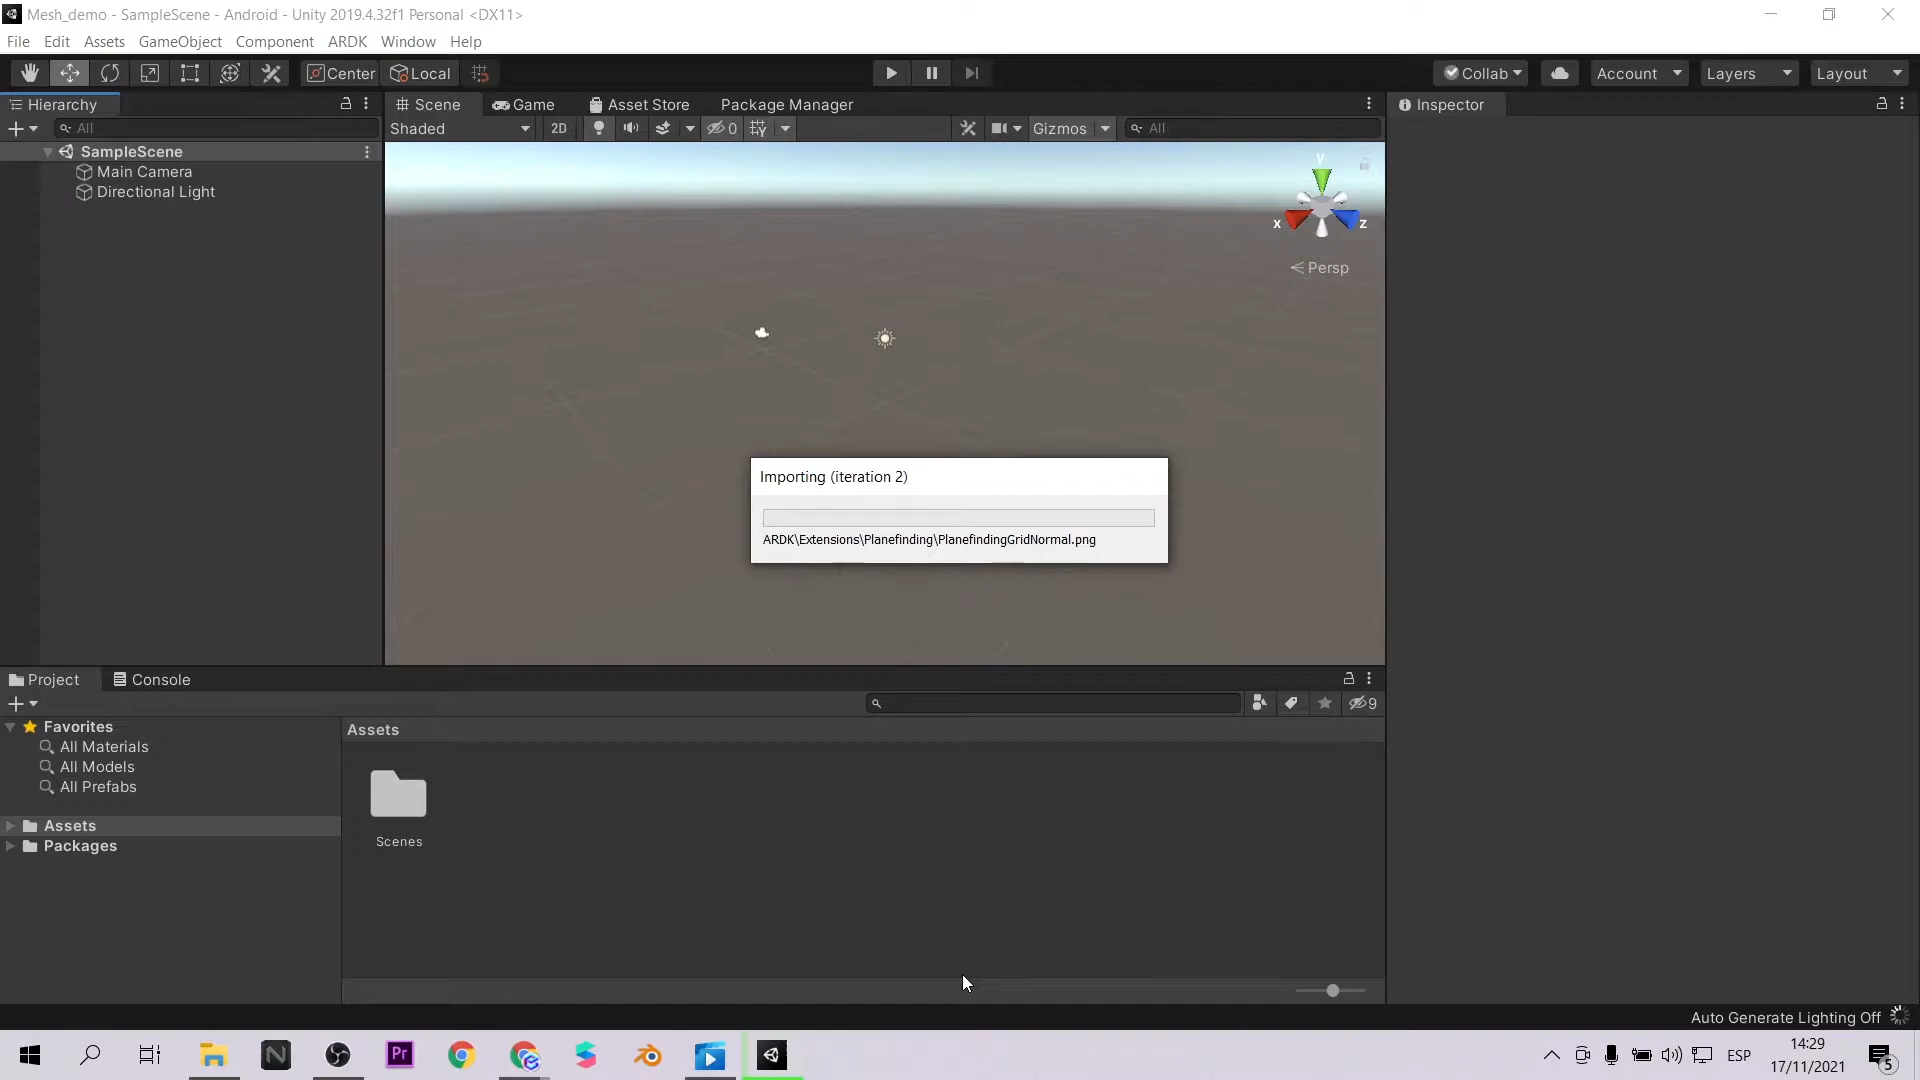 Mesh_demo - SampleScene - Android - Unity 2019.4.32f1 Personal <DX11>
File Edit Assets GameObject Component ARDK Window Help
Center Local Collab Account Layers Layout
Hierarchy Scene Game Asset Store Package Manager Inspector
All Shaded 2D 0 Gizmos All
SampleScene
Main Camera
Directional Light
y
x z
Persp
Importing (iteration 2)
ARDK\Extensions\Planefinding\PlanefindingGridNormal.png
Project Console
9
Favorites
All Materials
All Models
All Prefabs
Assets
Packages
Assets
Scenes
Auto Generate Lighting Off
Pr
ESP
14:29
17/11/2021
5